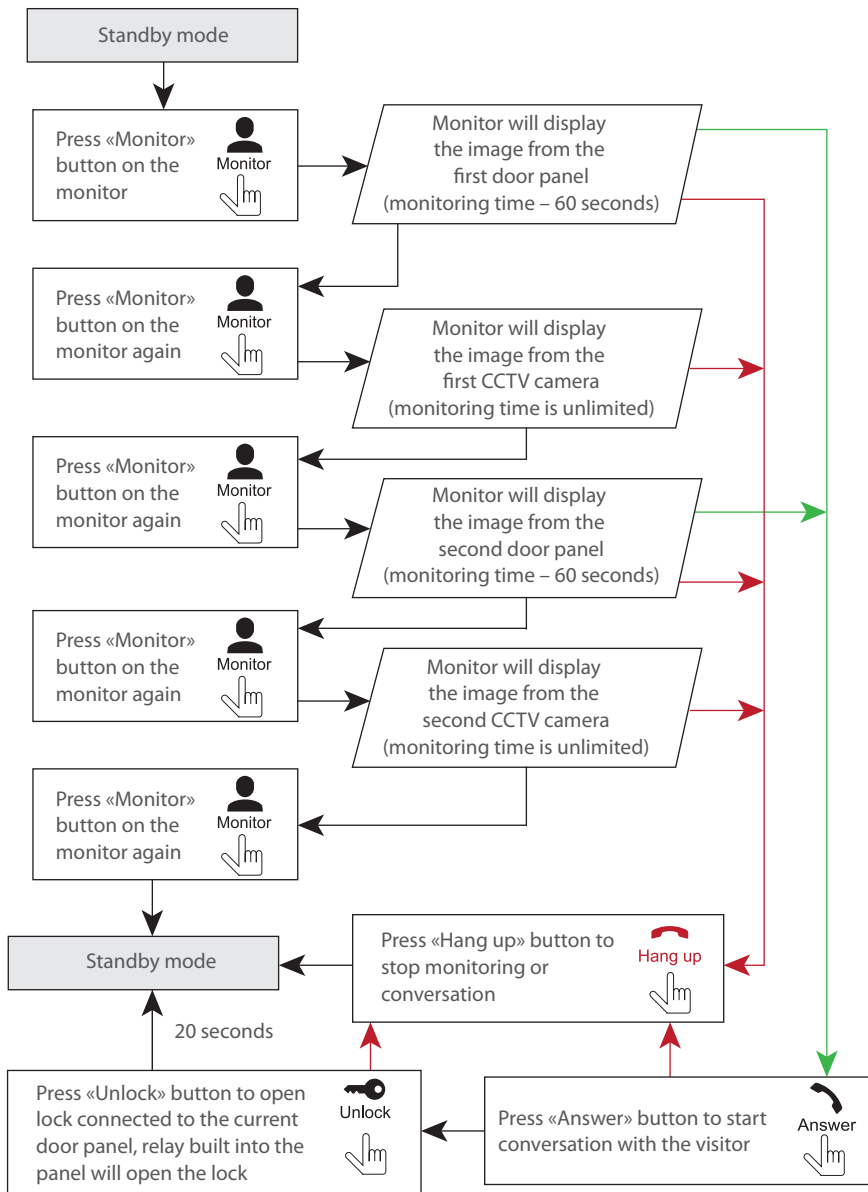 Standby mode
Press «Monitor»
button on the
monitor
Monitor
Monitor will display
the image from the
first door panel
(monitoring time – 60 seconds)
Press «Monitor»
button on the
monitor again
Monitor
Monitor will display
the image from the
first CCTV camera
(monitoring time is unlimited)
Press «Monitor»
button on the
monitor again
Monitor
Monitor will display
the image from the
second door panel
(monitoring time – 60 seconds)
Press «Monitor»
button on the
monitor again
Monitor
Monitor will display
the image from the
second CCTV camera
(monitoring time is unlimited)
Press «Monitor»
button on the
monitor again
Monitor
Standby mode
Press «Hang up» button to
stop monitoring or
conversation
Hang up
20 seconds
Press «Unlock» button to open
lock connected to the current
door panel, relay built into the
panel will open the lock
Unlock
Press «Answer» button to start
conversation with the visitor
Answer